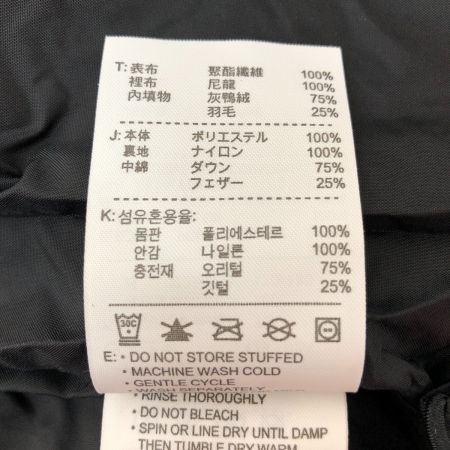 T: 表布 聚酯纖維 100%
裡布 尼龍 100%
內填物 灰鴨絨 75%
羽毛 25%
J: 本体 ポリエステル 100%
裏地 ナイロン 100%
中綿 ダウン 75%
フェザー 25%
K: 섬유혼용율:
몸판 폴리에스테르 100%
안감 나일론 100%
충전재 오리털 75%
깃털 25%
30C
E: • DO NOT STORE STUFFED
• MACHINE WASH COLD
• GENTLE CYCLE
• WASH SEPARATELY
• RINSE THOROUGHLY
• DO NOT BLEACH
• SPIN OR LINE DRY UNTIL DAMP
THEN TUMBLE DRY WARM